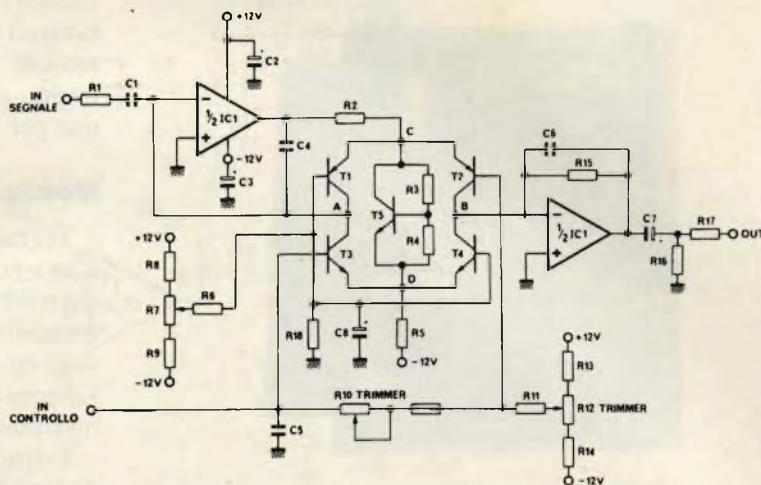 +12V
C2
R1
C1
IN
SEGNALE
½ IC1
R2
C4
-12V
C3
C
T1
T2
R3
T5
A
B
R4
T3
T4
D
C6
R15
½ IC1
C7
R17
OUT
R16
+12V
R8
R7
R6
R9
-12V
R18
C8
R5
-12V
+12V
R13
R10 TRIMMER
R11
R12 TRIMMER
R14
-12V
IN
CONTROLLO
C5